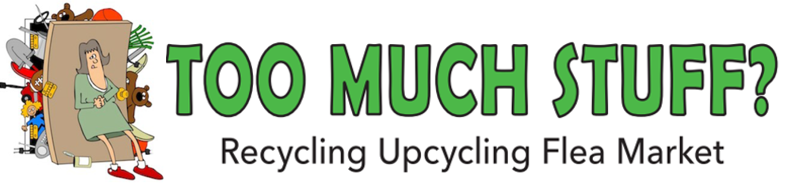 TOO MUCH STUFF?
Recycling Upcycling Flea Market